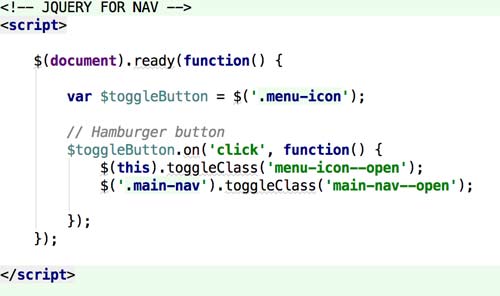 <!-- JQUERY FOR NAV -->
<script>
$(document).ready(function() {
var $toggleButton = $('.menu-icon');
// Hamburger button
$toggleButton.on('click', function() {
$(this).toggleClass('menu-icon--open');
$('.main-nav').toggleClass('main-nav--open');
});
});
</script>